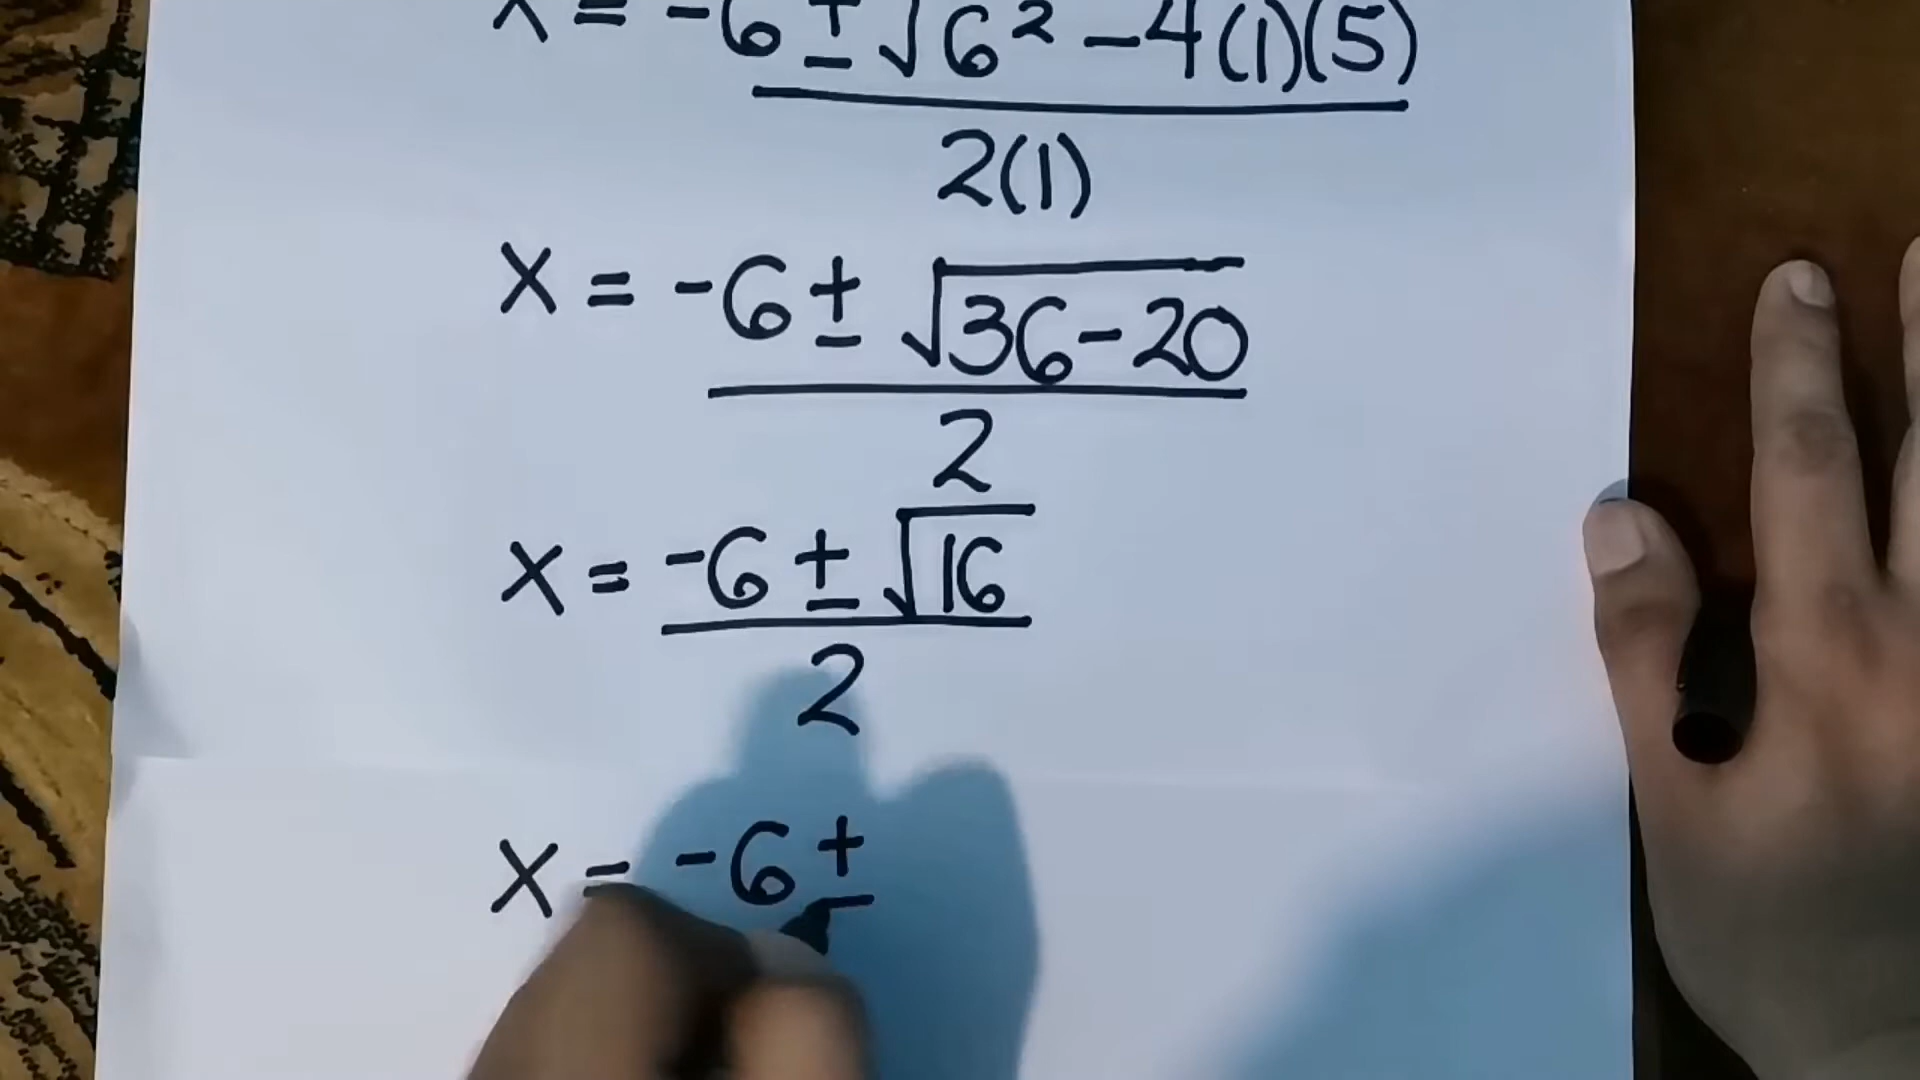 x = -6 ± √6² - 4(1)(5)
2(1)
x = -6 ± √36-20
2
x = -6 ± √16
2
x = -6 ±